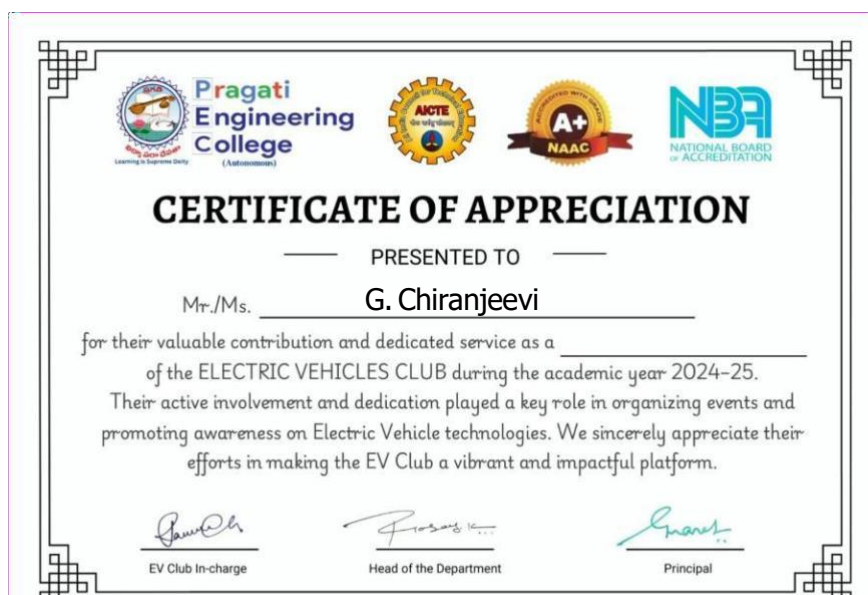 Pragati
Engineering
College
(Autonomous)
Learning is Supreme Deity
AICTE
ACCREDITED WITH GRADE
A+
NAAC
NBA
NATIONAL BOARD
OF ACCREDITATION
CERTIFICATE OF APPRECIATION
PRESENTED TO
Mr./Ms. G. Chiranjeevi
for their valuable contribution and dedicated service as a
of the ELECTRIC VEHICLES CLUB during the academic year 2024-25.
Their active involvement and dedication played a key role in organizing events and
promoting awareness on Electric Vehicle technologies. We sincerely appreciate their
efforts in making the EV Club a vibrant and impactful platform.
EV Club In-charge
Head of the Department
Principal